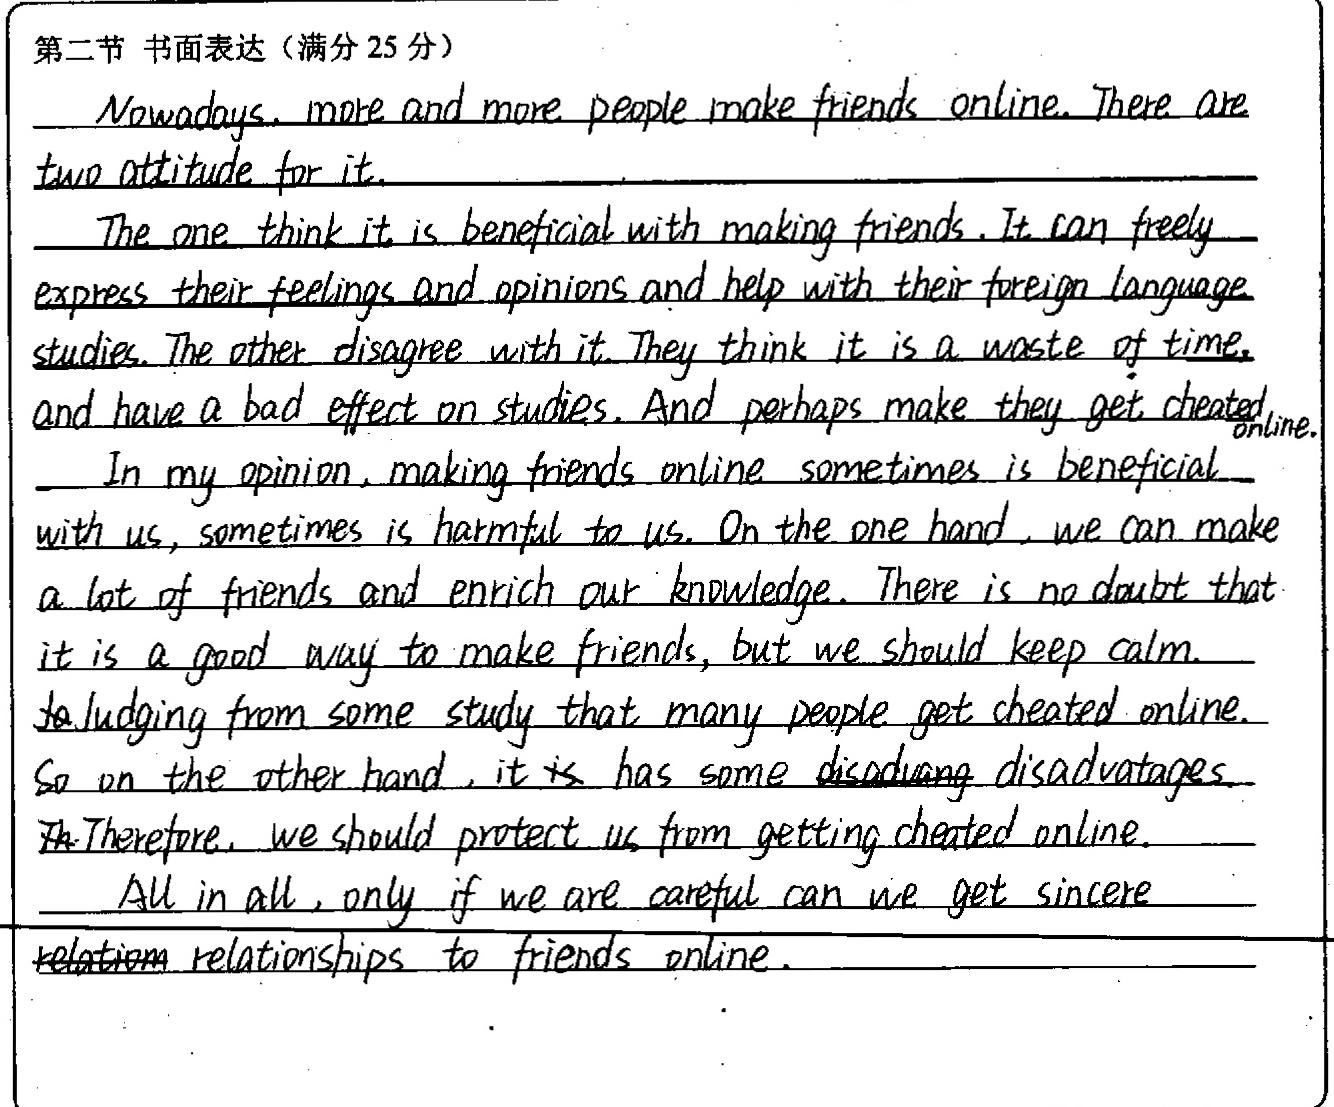 第二节 书面表达（满分 25 分）
Nowadays, more and more people make friends online. There are
two attitude for it.
The one think it is beneficial with making friends. It can freely
express their feelings and opinions and help with their foreign language
studies. The other disagree with it. They think it is a waste of time,
and have a bad effect on studies. And perhaps make they get cheated
online.
In my opinion, making friends online sometimes is beneficial
with us, sometimes is harmful to us. On the one hand, we can make
a lot of friends and enrich our knowledge. There is no doubt that
it is a good way to make friends, but we should keep calm.
to Judging from some study that many people get cheated online.
So on the other hand, it is has some disadvang disadvatages.
Th Therefore, we should protect us from getting cheated online.
All in all, only if we are careful can we get sincere
relation relationships to friends online.